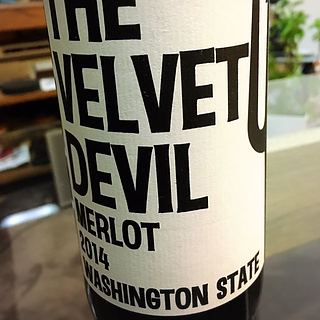 THE
VELVET
DEVIL
MERLOT
2014
WASHINGTON STATE